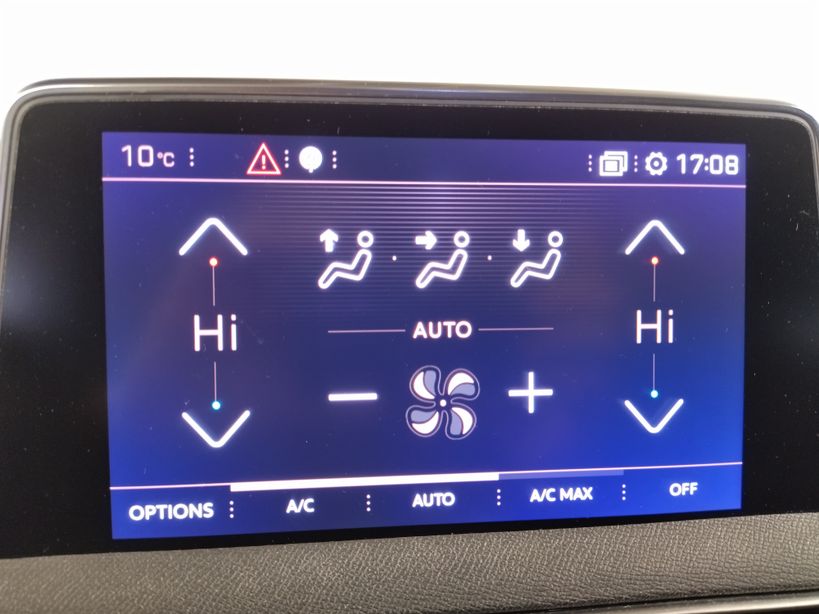 10°C 17:08
Hi Hi
AUTO
OPTIONS A/C AUTO A/C MAX OFF